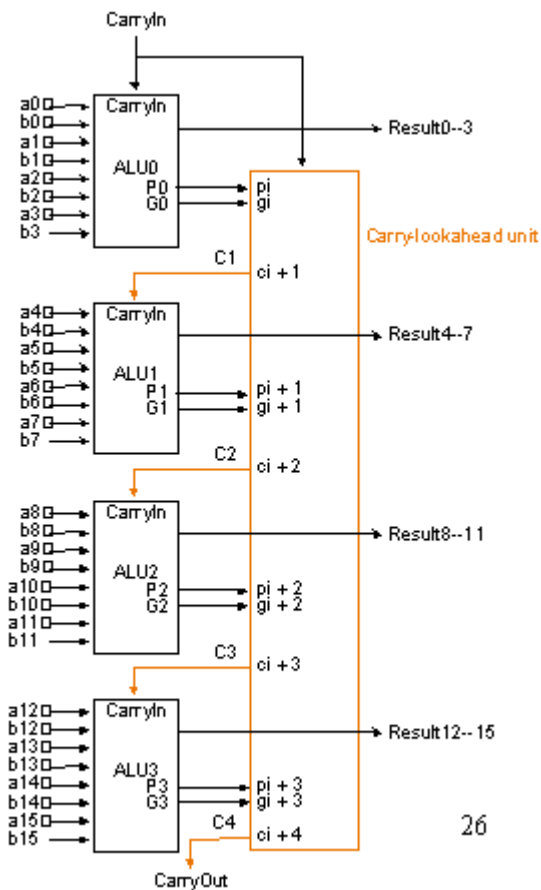 CarryIn
a0
b0
a1
b1
a2
b2
a3
b3
CarryIn
ALU0
P0
G0
pi
gi
Result0--3
Carry-lookahead unit
C1
ci + 1
a4
b4
a5
b5
a6
b6
a7
b7
CarryIn
ALU1
P1
G1
pi + 1
gi + 1
Result4--7
C2
ci + 2
a8
b8
a9
b9
a10
b10
a11
b11
CarryIn
ALU2
P2
G2
pi + 2
gi + 2
Result8--11
C3
ci + 3
a12
b12
a13
b13
a14
b14
a15
b15
CarryIn
ALU3
P3
G3
pi + 3
gi + 3
Result12--15
C4
ci + 4
CarryOut
26